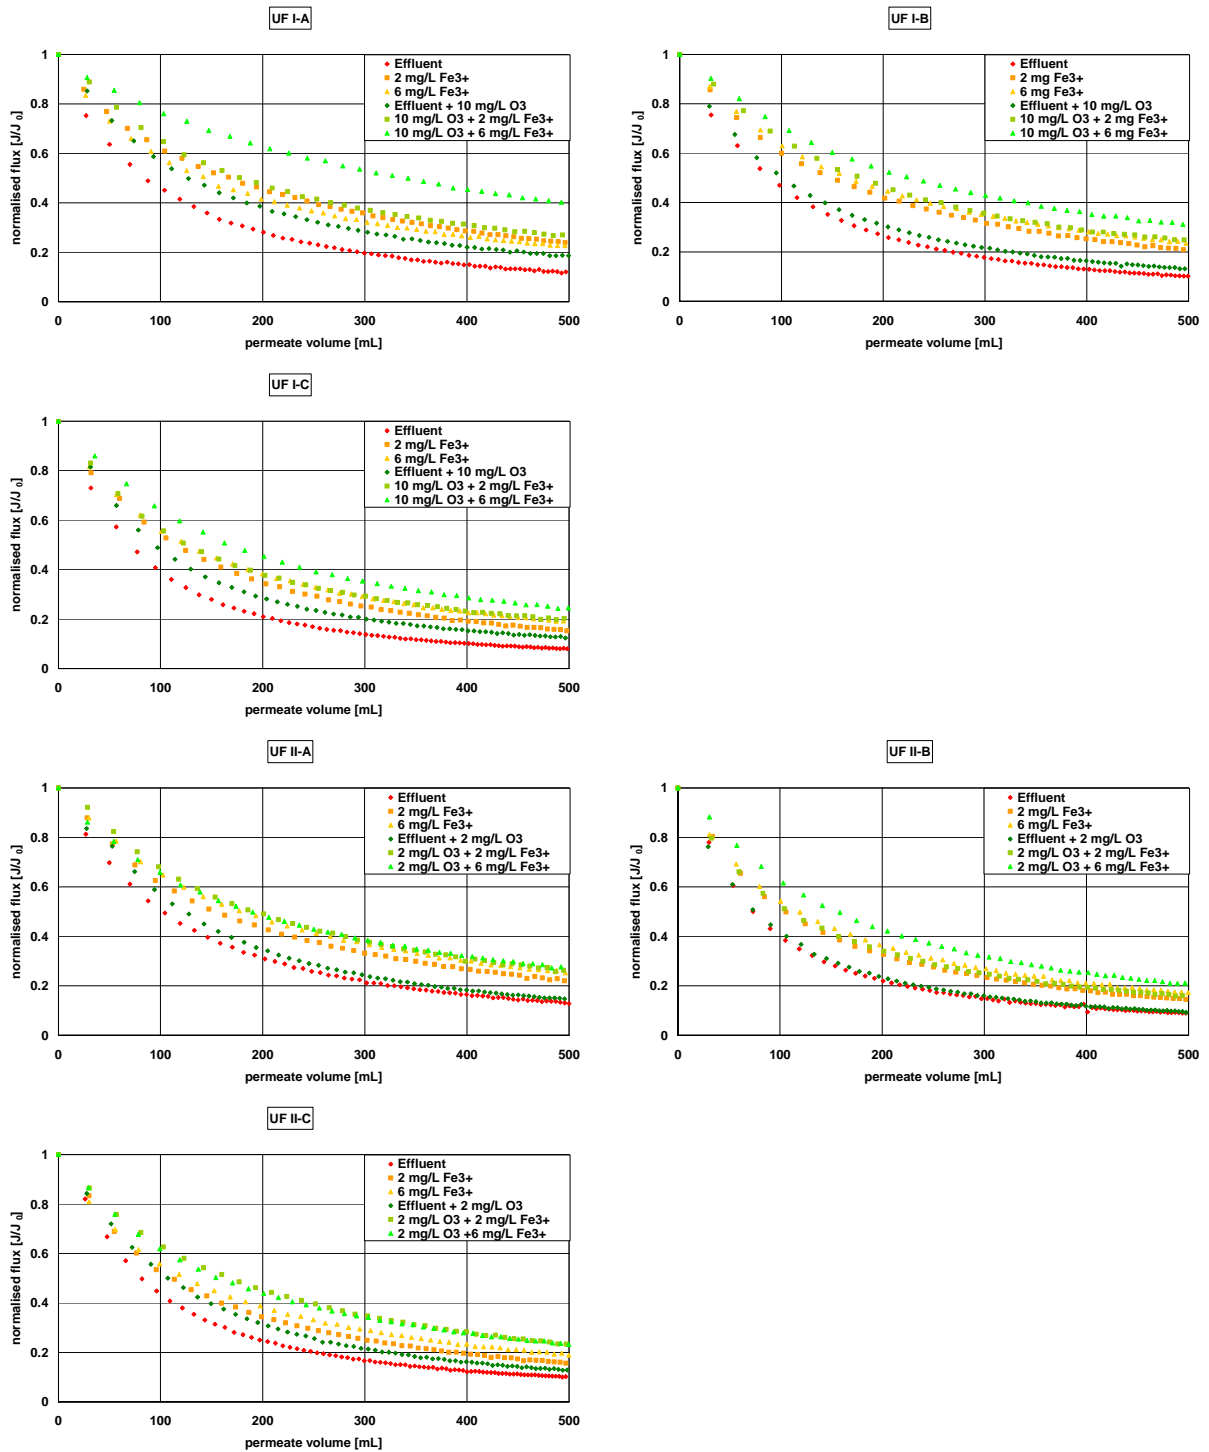 UF I-A
normalised flux [J/J 0]
1
0.8
0.6
0.4
0.2
0
Effluent
2 mg/L Fe3+
6 mg/L Fe3+
Effluent + 10 mg/L O3
10 mg/L O3 + 2 mg/L Fe3+
10 mg/L O3 + 6 mg/L Fe3+
0 100 200 300 400 500
permeate volume [mL]
UF I-B
normalised flux [J/J 0]
1
0.8
0.6
0.4
0.2
0
Effluent
2 mg Fe3+
6 mg Fe3+
Effluent + 10 mg/L O3
10 mg/L O3 + 2 mg Fe3+
10 mg/L O3 + 6 mg Fe3+
0 100 200 300 400 500
permeate volume [mL]
UF I-C
normalised flux [J/J 0]
1
0.8
0.6
0.4
0.2
0
Effluent
2 mg/L Fe3+
6 mg/L Fe3+
Effluent + 10 mg/L O3
10 mg/L O3 + 2 mg/L Fe3+
10 mg/L O3 + 6 mg/L Fe3+
0 100 200 300 400 500
permeate volume [mL]
UF II-A
normalised flux [J/J 0]
1
0.8
0.6
0.4
0.2
0
Effluent
2 mg/L Fe3+
6 mg/L Fe3+
Effluent + 2 mg/L O3
2 mg/L O3 + 2 mg/L Fe3+
2 mg/L O3 + 6 mg/L Fe3+
0 100 200 300 400 500
permeate volume [mL]
UF II-B
normalised flux [J/J 0]
1
0.8
0.6
0.4
0.2
0
Effluent
2 mg/L Fe3+
6 mg/L Fe3+
Effluent + 2 mg/L O3
2 mg/L O3 + 2 mg/L Fe3+
2 mg/L O3 + 6 mg/L Fe3+
0 100 200 300 400 500
permeate volume [mL]
UF II-C
normalised flux [J/J 0]
1
0.8
0.6
0.4
0.2
0
Effluent
2 mg/L Fe3+
6 mg/L Fe3+
Effluent + 2 mg/L O3
2 mg/L O3 + 2 mg/L Fe3+
2 mg/L O3 +6 mg/L Fe3+
0 100 200 300 400 500
permeate volume [mL]